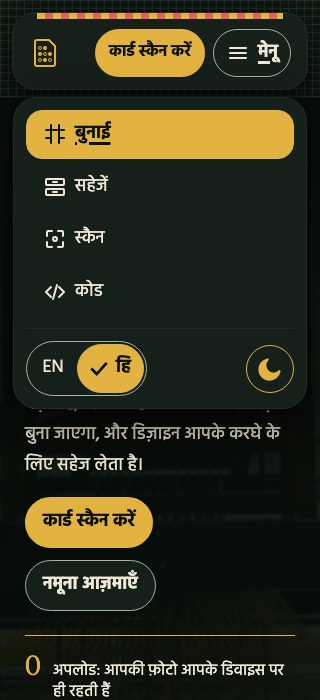 कार्ड स्कैन करें
मेनू
बुनाई
सहेजें
स्कैन
कोड
EN
हि
बुना जाएगा, और डिज़ाइन आपके करघे के
लिए सहेज लेता है।
कार्ड स्कैन करें
नमूना आज़माएँ
0 अपलोड: आपकी फ़ोटो आपके डिवाइस पर
ही रहती हैं